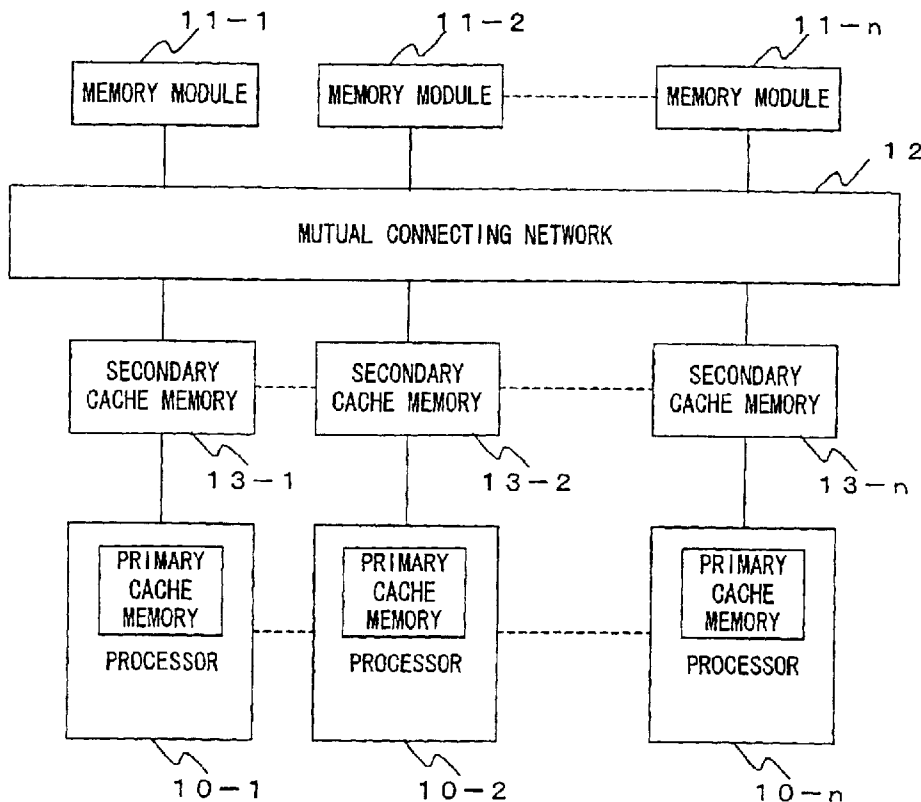 11-1
11-2
11-n
MEMORY MODULE
MEMORY MODULE
MEMORY MODULE
12
MUTUAL CONNECTING NETWORK
SECONDARY
CACHE MEMORY
SECONDARY
CACHE MEMORY
SECONDARY
CACHE MEMORY
13-1
13-2
13-n
PRIMARY
CACHE
MEMORY
PROCESSOR
PRIMARY
CACHE
MEMORY
PROCESSOR
PRIMARY
CACHE
MEMORY
PROCESSOR
10-1
10-2
10-n